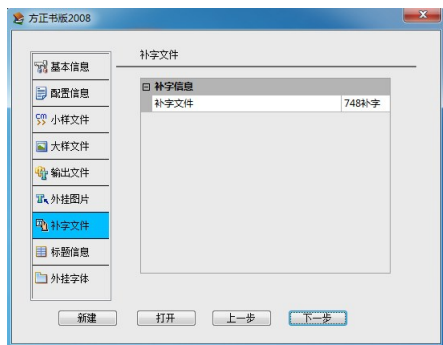 方正书版2008
补字文件
基本信息
配置信息
小样文件
大样文件
输出文件
外挂图片
补字文件
标题信息
外挂字体
补字信息
补字文件 748补字
新建 打开 上一步 下一步